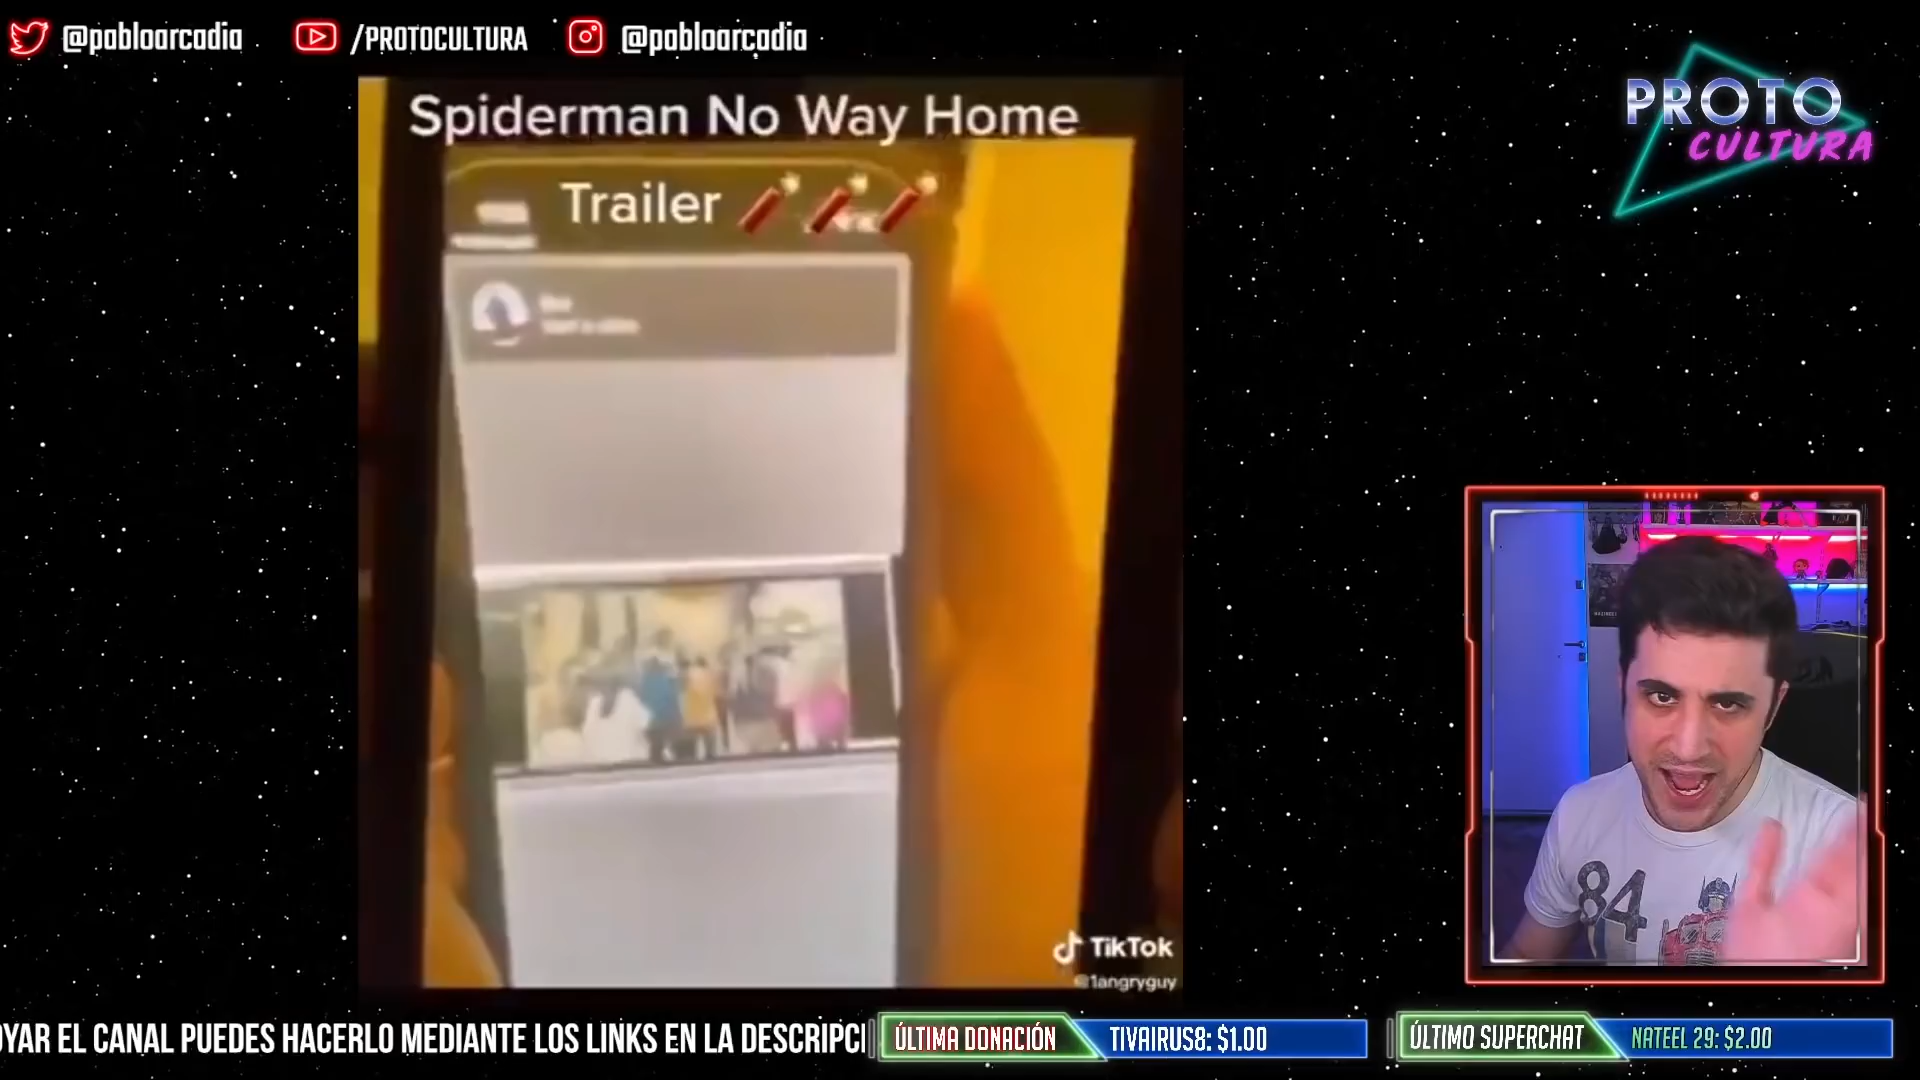 @pabloarcadia
/PROTOCULTURA
@pabloarcadia
PROTO
CULTURA
Spiderman No Way Home
Trailer
84
TikTok
@1angryguy
OYAR EL CANAL PUEDES HACERLO MEDIANTE LOS LINKS EN LA DESCRIPCI
ÚLTIMA DONACIÓN
TIVAIRUS8: $1.00
ÚLTIMO SUPERCHAT
NATEEL 29: $2.00